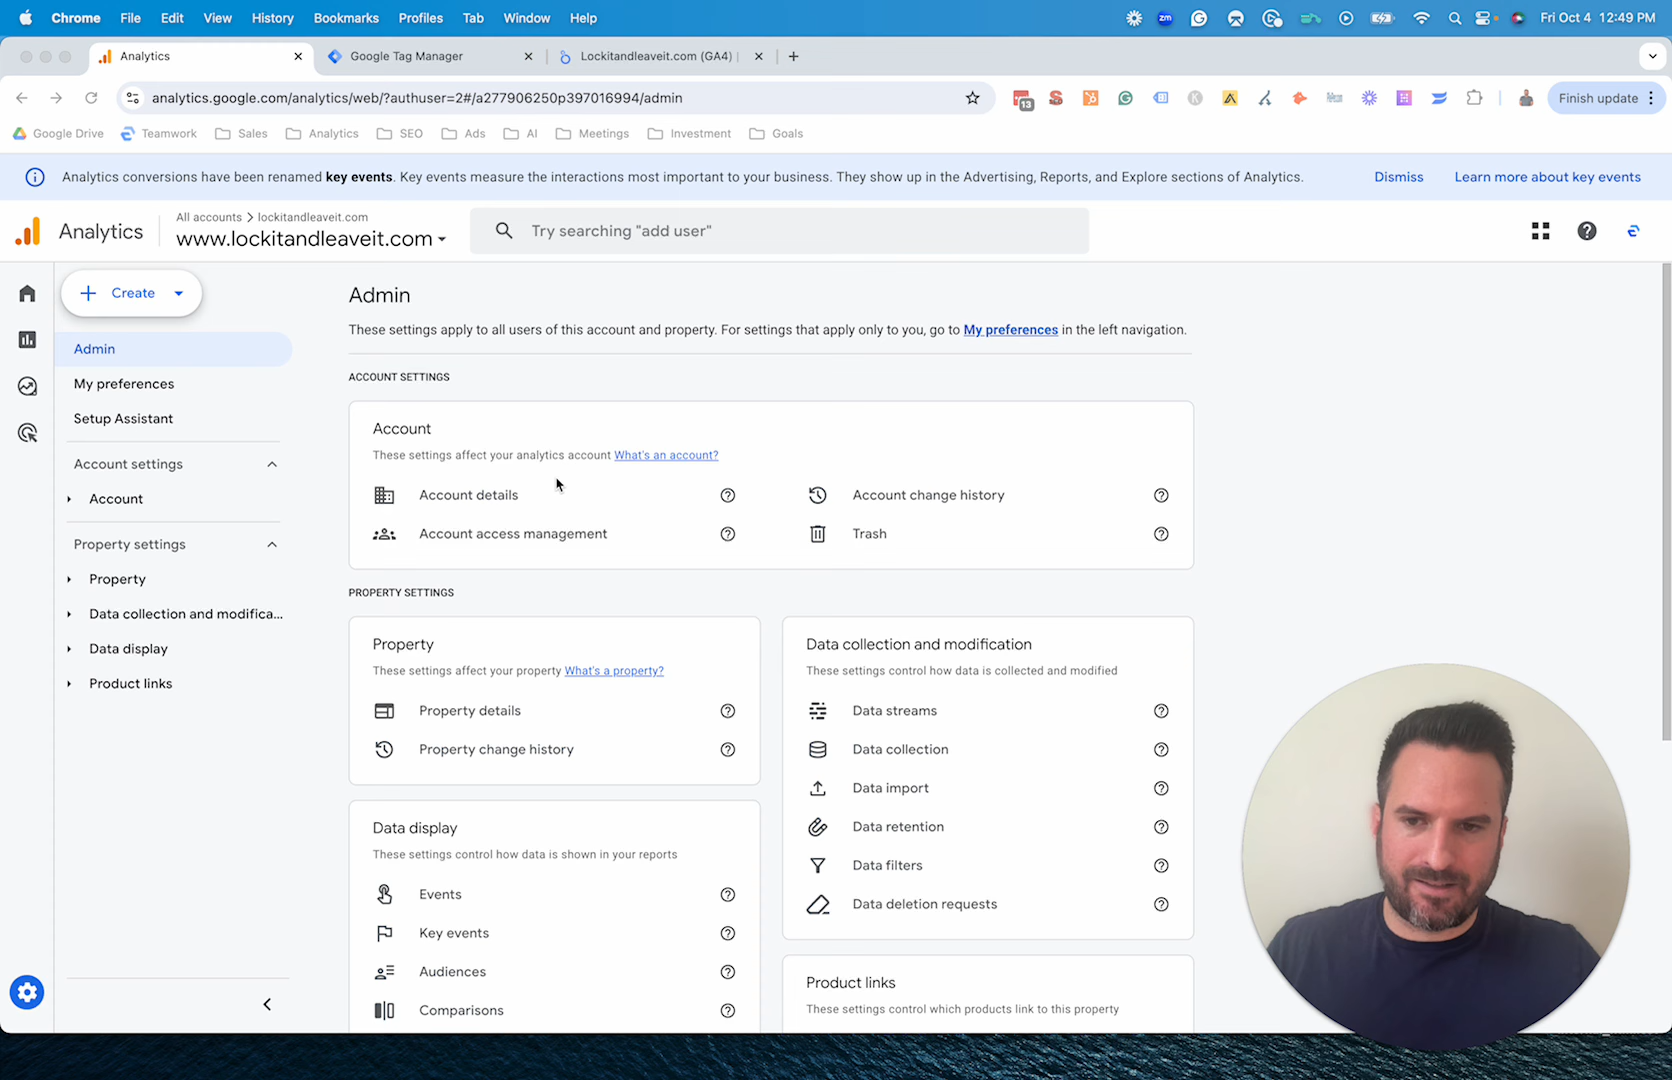 Chrome File Edit View History Bookmarks Profiles Tab Window Help
zm
Fri Oct 4 12:49 PM
Analytics
Google Tag Manager
Lockitandleaveit.com (GA4) |
analytics.google.com/analytics/web/?authuser=2#/a277906250p397016994/admin
13
Finish update
Google Drive Teamwork Sales Analytics SEO Ads AI Meetings Investment Goals
Analytics conversions have been renamed key events. Key events measure the interactions most important to your business. They show up in the Advertising, Reports, and Explore sections of Analytics.
Dismiss
Learn more about key events
Analytics
All accounts > lockitandleaveit.com
www.lockitandleaveit.com
Try searching "add user"
Create
Admin
My preferences
Setup Assistant
Account settings
Account
Property settings
Property
Data collection and modifica...
Data display
Product links
Admin
These settings apply to all users of this account and property. For settings that apply only to you, go to My preferences in the left navigation.
ACCOUNT SETTINGS
Account
These settings affect your analytics account What's an account?
Account details
Account change history
Account access management
Trash
PROPERTY SETTINGS
Property
These settings affect your property What's a property?
Property details
Property change history
Data display
These settings control how data is shown in your reports
Events
Key events
Audiences
Comparisons
Data collection and modification
These settings control how data is collected and modified
Data streams
Data collection
Data import
Data retention
Data filters
Data deletion requests
Product links
These settings control which products link to this property